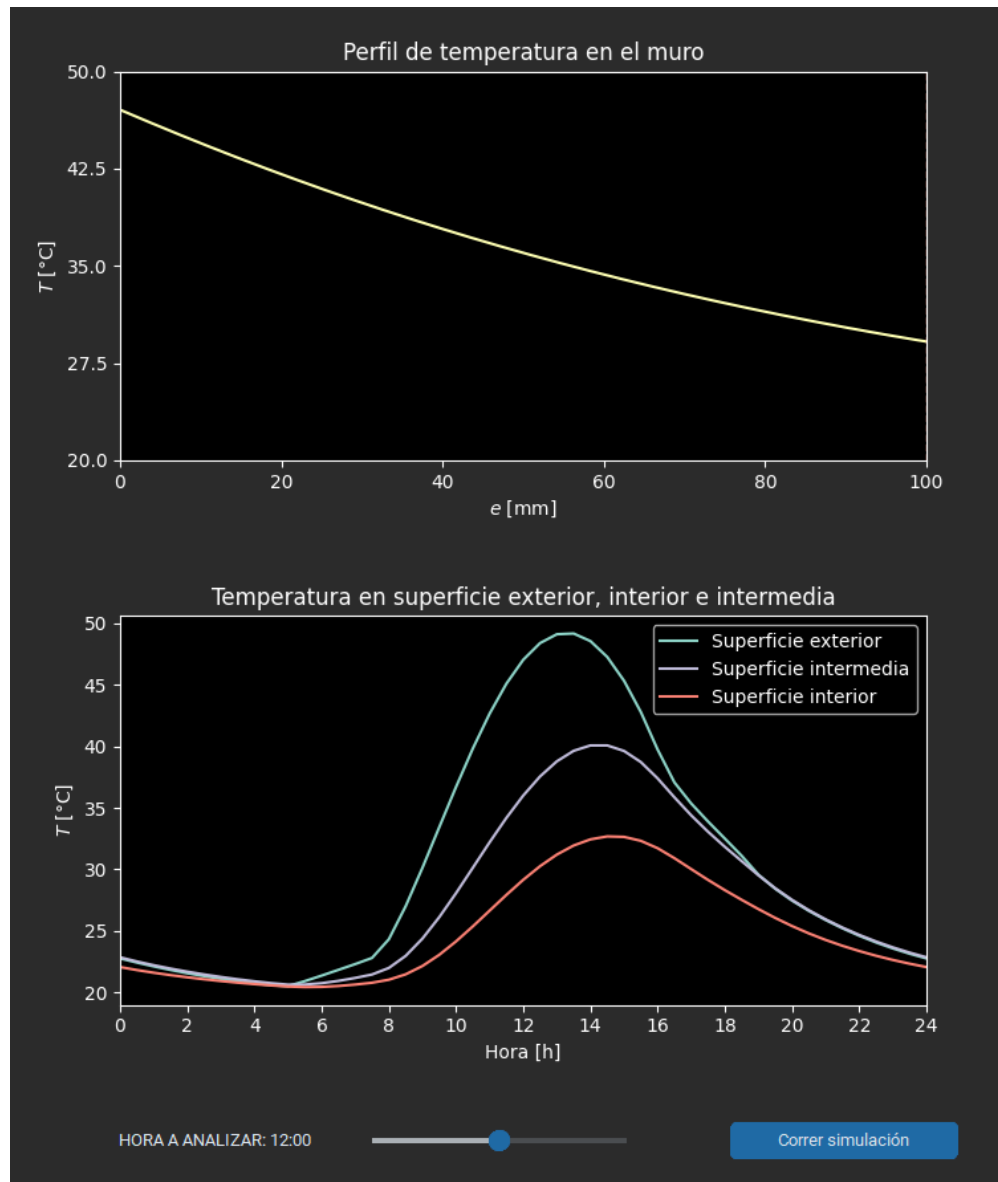 Perfil de temperatura en el muro
50.0
42.5
35.0
27.5
20.0
T [°C]
0 20 40 60 80 100
e [mm]
Temperatura en superficie exterior, interior e intermedia
50
45
40
35
30
25
20
T [°C]
Superficie exterior
Superficie intermedia
Superficie interior
0 2 4 6 8 10 12 14 16 18 20 22 24
Hora [h]
HORA A ANALIZAR: 12:00
Correr simulación